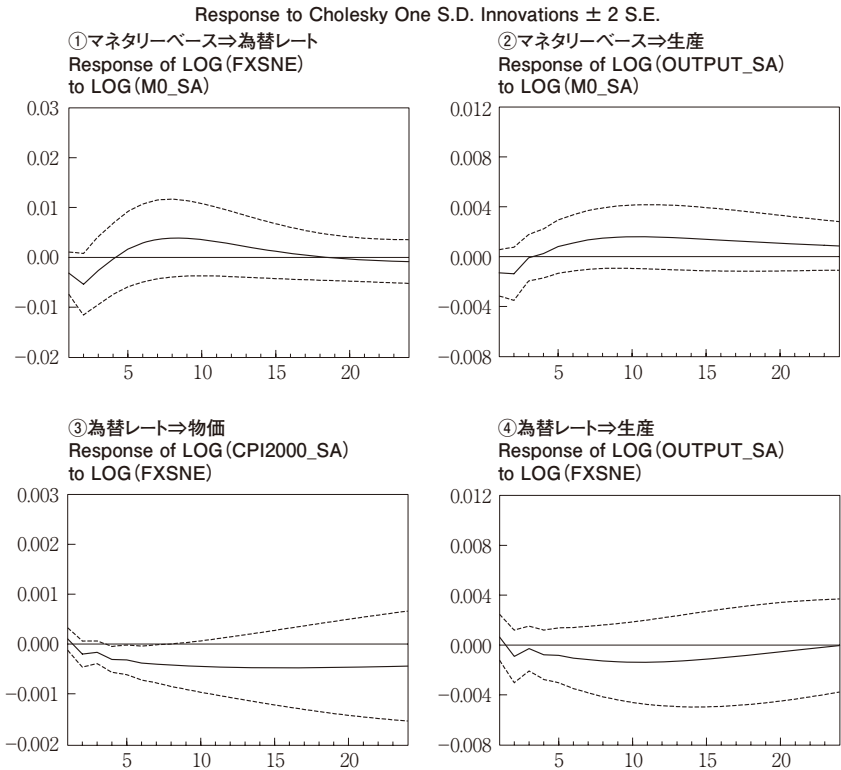 Response to Cholesky One S.D. Innovations ± 2 S.E.
①マネタリーベース⇒為替レート
Response of LOG(FXSNE)
to LOG(M0_SA)
0.03
0.02
0.01
0.00
−0.01
−0.02
5 10 15 20
②マネタリーベース⇒生産
Response of LOG(OUTPUT_SA)
to LOG(M0_SA)
0.012
0.008
0.004
0.000
−0.004
−0.008
5 10 15 20
③為替レート⇒物価
Response of LOG(CPI2000_SA)
to LOG(FXSNE)
0.003
0.002
0.001
0.000
−0.001
−0.002
5 10 15 20
④為替レート⇒生産
Response of LOG(OUTPUT_SA)
to LOG(FXSNE)
0.012
0.008
0.004
0.000
−0.004
−0.008
5 10 15 20